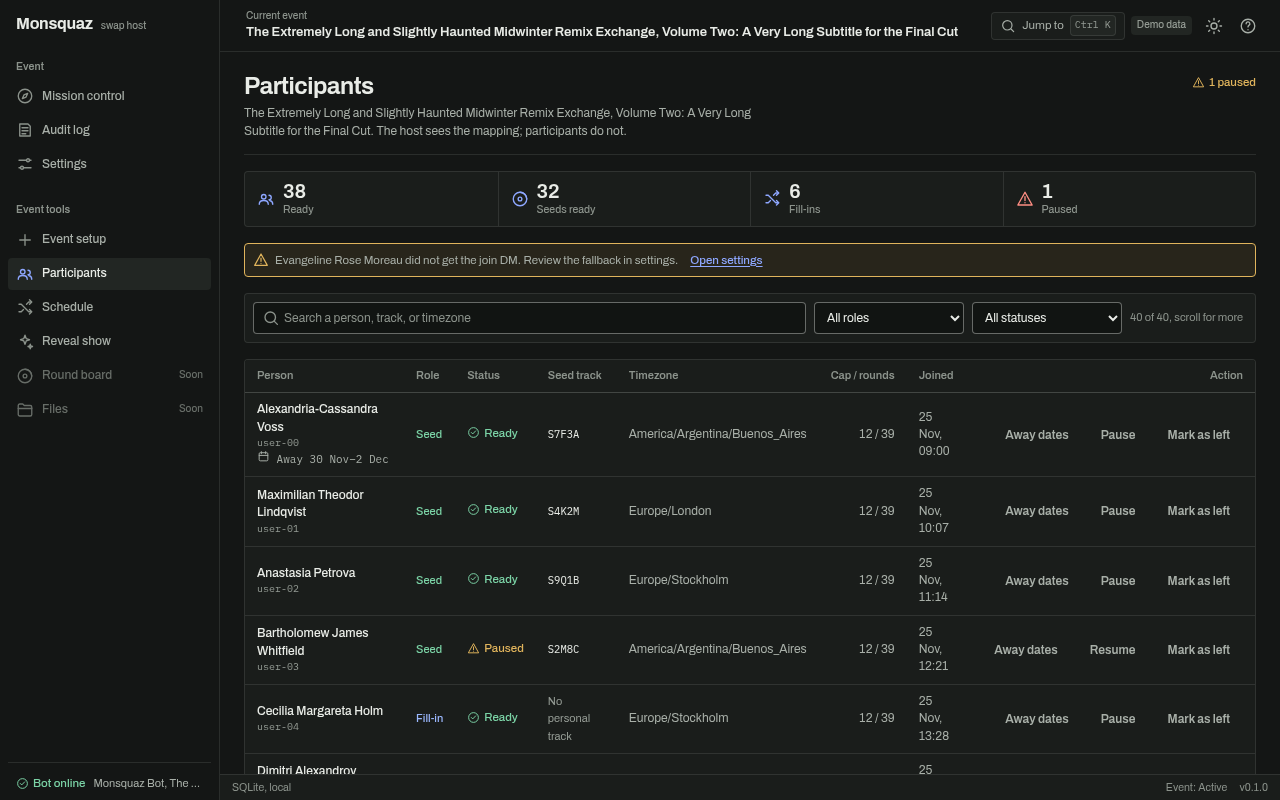 Monsquaz swap host
Event
Mission control
Audit log
Settings
Event tools
Event setup
Participants
Schedule
Reveal show
Round board Soon
Files Soon
Bot online Monsquaz Bot, The ...
Current event
The Extremely Long and Slightly Haunted Midwinter Remix Exchange, Volume Two: A Very Long Subtitle for the Final Cut
Jump to Ctrl K
Demo data
Participants
1 paused
The Extremely Long and Slightly Haunted Midwinter Remix Exchange, Volume Two: A Very Long
Subtitle for the Final Cut. The host sees the mapping; participants do not.
38
Ready
32
Seeds ready
6
Fill-ins
1
Paused
Evangeline Rose Moreau did not get the join DM. Review the fallback in settings. Open settings
Search a person, track, or timezone
All roles
All statuses
40 of 40, scroll for more
Person Role Status Seed track Timezone Cap / rounds Joined Action
Alexandria-Cassandra
Voss
user-00
Away 30 Nov–2 Dec
Seed
Ready
S7F3A
America/Argentina/Buenos_Aires
12 / 39
25
Nov,
09:00
Away dates Pause Mark as left
Maximilian Theodor
Lindqvist
user-01
Seed
Ready
S4K2M
Europe/London
12 / 39
25
Nov,
10:07
Away dates Pause Mark as left
Anastasia Petrova
user-02
Seed
Ready
S9Q1B
Europe/Stockholm
12 / 39
25
Nov,
11:14
Away dates Pause Mark as left
Bartholomew James
Whitfield
user-03
Seed
Paused
S2M8C
America/Argentina/Buenos_Aires
12 / 39
25
Nov,
12:21
Away dates Resume Mark as left
Cecilia Margareta Holm
user-04
Fill-in
Ready
No
personal
track
Europe/Stockholm
12 / 39
25
Nov,
13:28
Away dates Pause Mark as left
Dimitri Alexandrov
25
SQLite, local
Event: Active v0.1.0